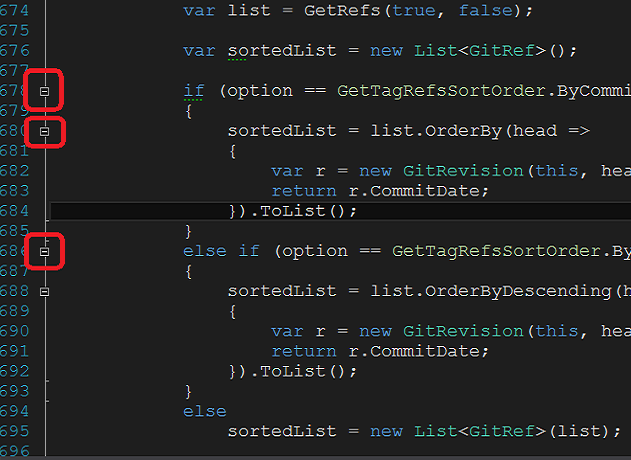 674 var list = GetRefs(true, false);
675
676 var sortedList = new List<GitRef>();
677
678 if (option == GetTagRefsSortOrder.ByCommi
679 {
680 sortedList = list.OrderBy(head =>
681 {
682 var r = new GitRevision(this, hea
683 return r.CommitDate;
684 }).ToList();
685 }
686 else if (option == GetTagRefsSortOrder.By
687 {
688 sortedList = list.OrderByDescending(h
689 {
690 var r = new GitRevision(this, hea
691 return r.CommitDate;
692 }).ToList();
693 }
694 else
695 sortedList = new List<GitRef>(list);
696